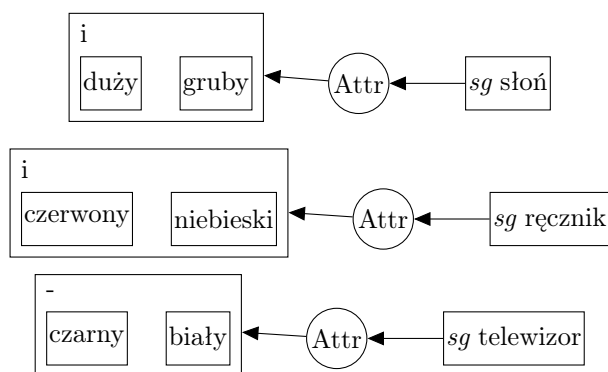 i
duży gruby Attr sg słoń
i
czerwony niebieski Attr sg ręcznik
-
czarny biały Attr sg telewizor